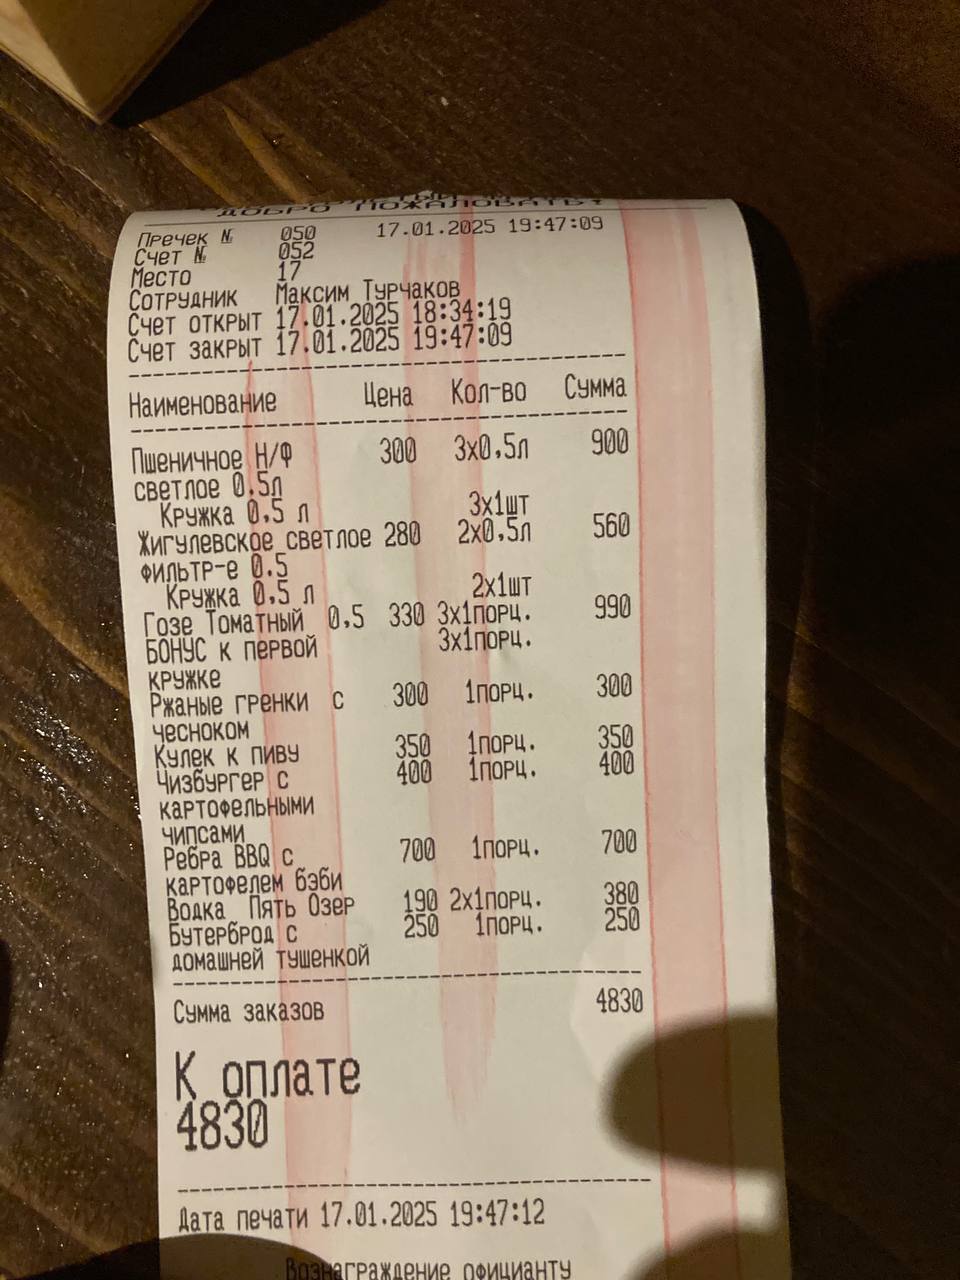 ДОБРО ПОЖАЛОВАТЬ!
Пречек № 050 17.01.2025 19:47:09
Счет № 052
Место 17
Сотрудник Максим Турчаков
Счет открыт 17.01.2025 18:34:19
Счет закрыт 17.01.2025 19:47:09
Наименование Цена Кол-во Сумма
Пшеничное Н/Ф 300 3х0,5л 900
светлое 0.5л
Кружка 0,5 л 3х1шт
Жигулевское светлое 280 2х0,5л 560
фильтр-е 0.5
Кружка 0,5 л 2х1шт
Гозе Томатный 0,5 330 3х1порц. 990
БОНУС к первой 3х1порц.
кружке
Ржаные гренки с 300 1порц. 300
чесноком
Кулек к пиву 350 1порц. 350
Чизбургер с 400 1порц. 400
картофельными
чипсами
Ребра BBQ с 700 1порц. 700
картофелем бэби
Водка Пять Озер 190 2х1порц. 380
Бутерброд с 250 1порц. 250
домашней тушенкой
Сумма заказов 4830
К оплате
4830
Дата печати 17.01.2025 19:47:12
Вознаграждение официанту